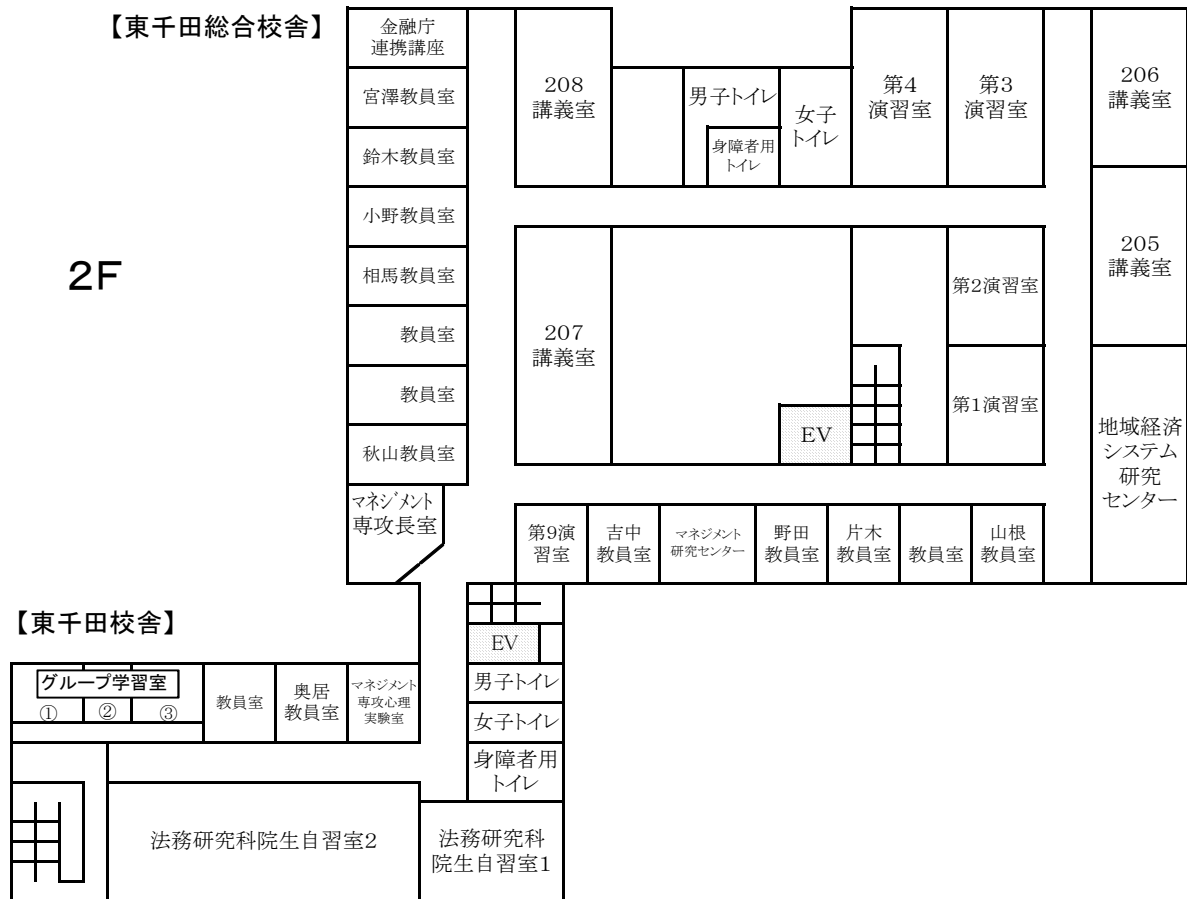 【東千田総合校舎】
2F
金融庁
連携講座
宮澤教員室
鈴木教員室
小野教員室
相馬教員室
教員室
教員室
秋山教員室
マネジメント
専攻長室
208
講義室
男子トイレ
身障者用
トイレ
女子
トイレ
第4
演習室
第3
演習室
206
講義室
205
講義室
207
講義室
第2演習室
第1演習室
EV
地域経済
システム
研究
センター
第9演
習室
吉中
教員室
マネジメント
研究センター
野田
教員室
片木
教員室
教員室
山根
教員室
【東千田校舎】
グループ学習室
①
②
③
教員室
奥居
教員室
マネジメント
専攻心理
実験室
EV
男子トイレ
女子トイレ
身障者用
トイレ
法務研究科院生自習室2
法務研究科
院生自習室1